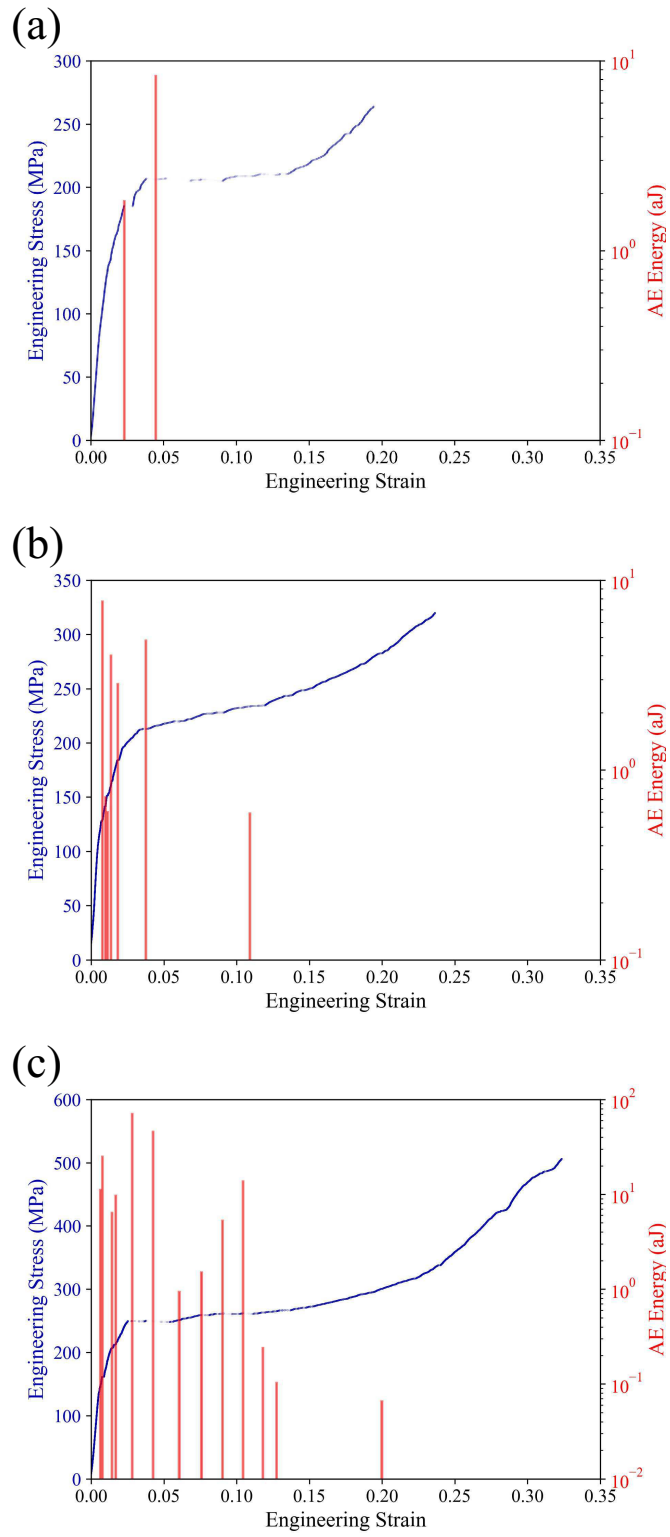 (a)
300
250
200
150
100
50
0
Engineering Stress (MPa)
10^1
10^0
10^-1
AE Energy (aJ)
0.00 0.05 0.10 0.15 0.20 0.25 0.30 0.35
Engineering Strain
(b)
350
300
250
200
150
100
50
0
Engineering Stress (MPa)
10^1
10^0
10^-1
AE Energy (aJ)
0.00 0.05 0.10 0.15 0.20 0.25 0.30 0.35
Engineering Strain
(c)
600
500
400
300
200
100
0
Engineering Stress (MPa)
10^2
10^1
10^0
10^-1
10^-2
AE Energy (aJ)
0.00 0.05 0.10 0.15 0.20 0.25 0.30 0.35
Engineering Strain